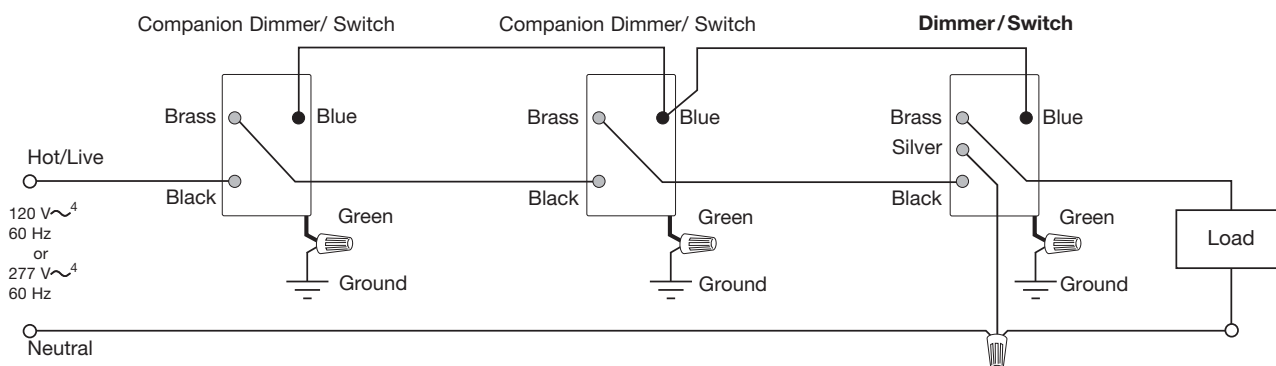 Companion Dimmer/ Switch
Companion Dimmer/ Switch
Dimmer/Switch
Brass
Blue
Brass
Blue
Brass
Blue
Silver
Hot/Live
Black
Black
Black
120 V~4
60 Hz
or
277 V~4
60 Hz
Green
Green
Green
Load
Ground
Ground
Ground
Neutral